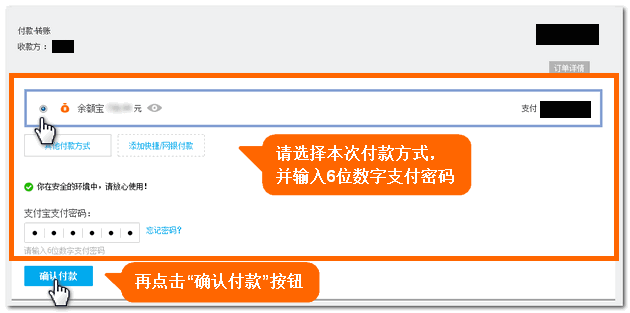 付款-转账
收款方：
订单详情
余额宝 元
支付
其他付款方式
添加快捷/网银付款
请选择本次付款方式，
并输入6位数字支付密码
你在安全的环境中，请放心使用！
支付宝支付密码：
忘记密码？
请输入6位数字支付密码
确认付款
再点击“确认付款”按钮